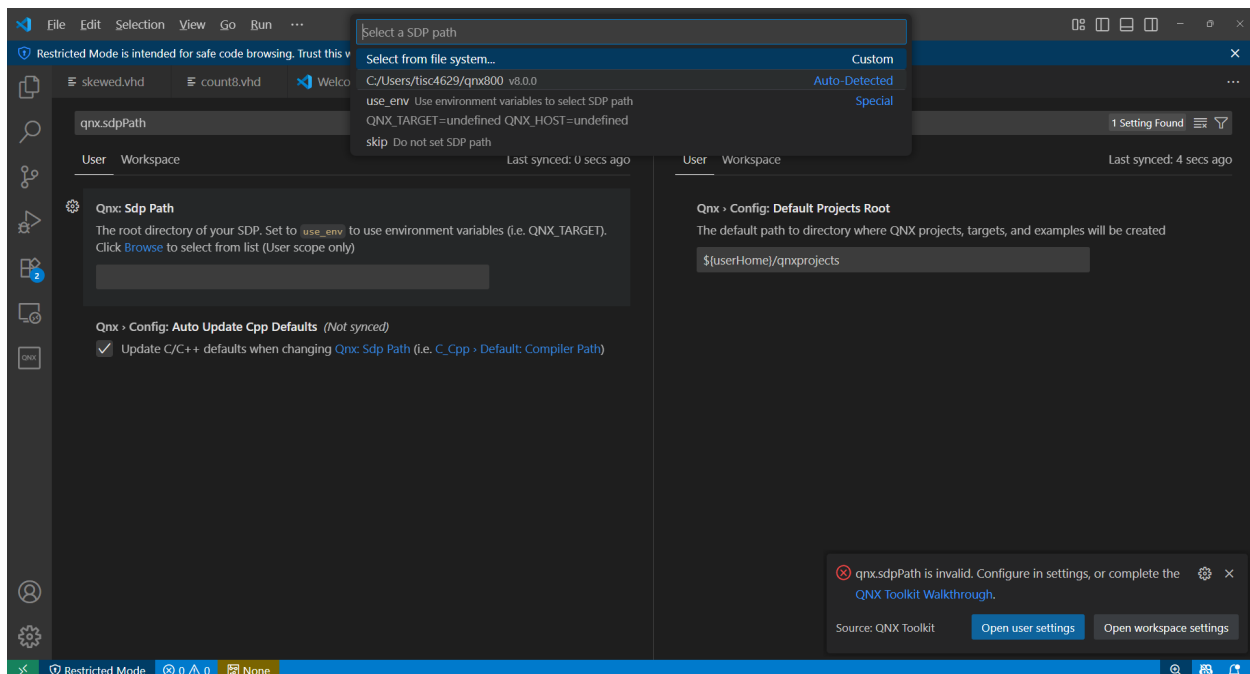 File Edit Selection View Go Run ···
Select a SDP path
Restricted Mode is intended for safe code browsing. Trust this w
Select from file system... Custom
C:/Users/tisc4629/qnx800 v8.0.0 Auto-Detected
use_env Use environment variables to select SDP path Special
QNX_TARGET=undefined QNX_HOST=undefined
skip Do not set SDP path
skewed.vhd count8.vhd Welco
qnx.sdpPath
1 Setting Found
User Workspace Last synced: 0 secs ago
User Workspace Last synced: 4 secs ago
Qnx: Sdp Path
The root directory of your SDP. Set to use_env to use environment variables (i.e. QNX_TARGET).
Click Browse to select from list (User scope only)
Qnx › Config: Auto Update Cpp Defaults (Not synced)
Update C/C++ defaults when changing Qnx: Sdp Path (i.e. C_Cpp › Default: Compiler Path)
Qnx › Config: Default Projects Root
The default path to directory where QNX projects, targets, and examples will be created
${userHome}/qnxprojects
2
QNX
qnx.sdpPath is invalid. Configure in settings, or complete the
QNX Toolkit Walkthrough.
Source: QNX Toolkit Open user settings Open workspace settings
Restricted Mode 0 0 None